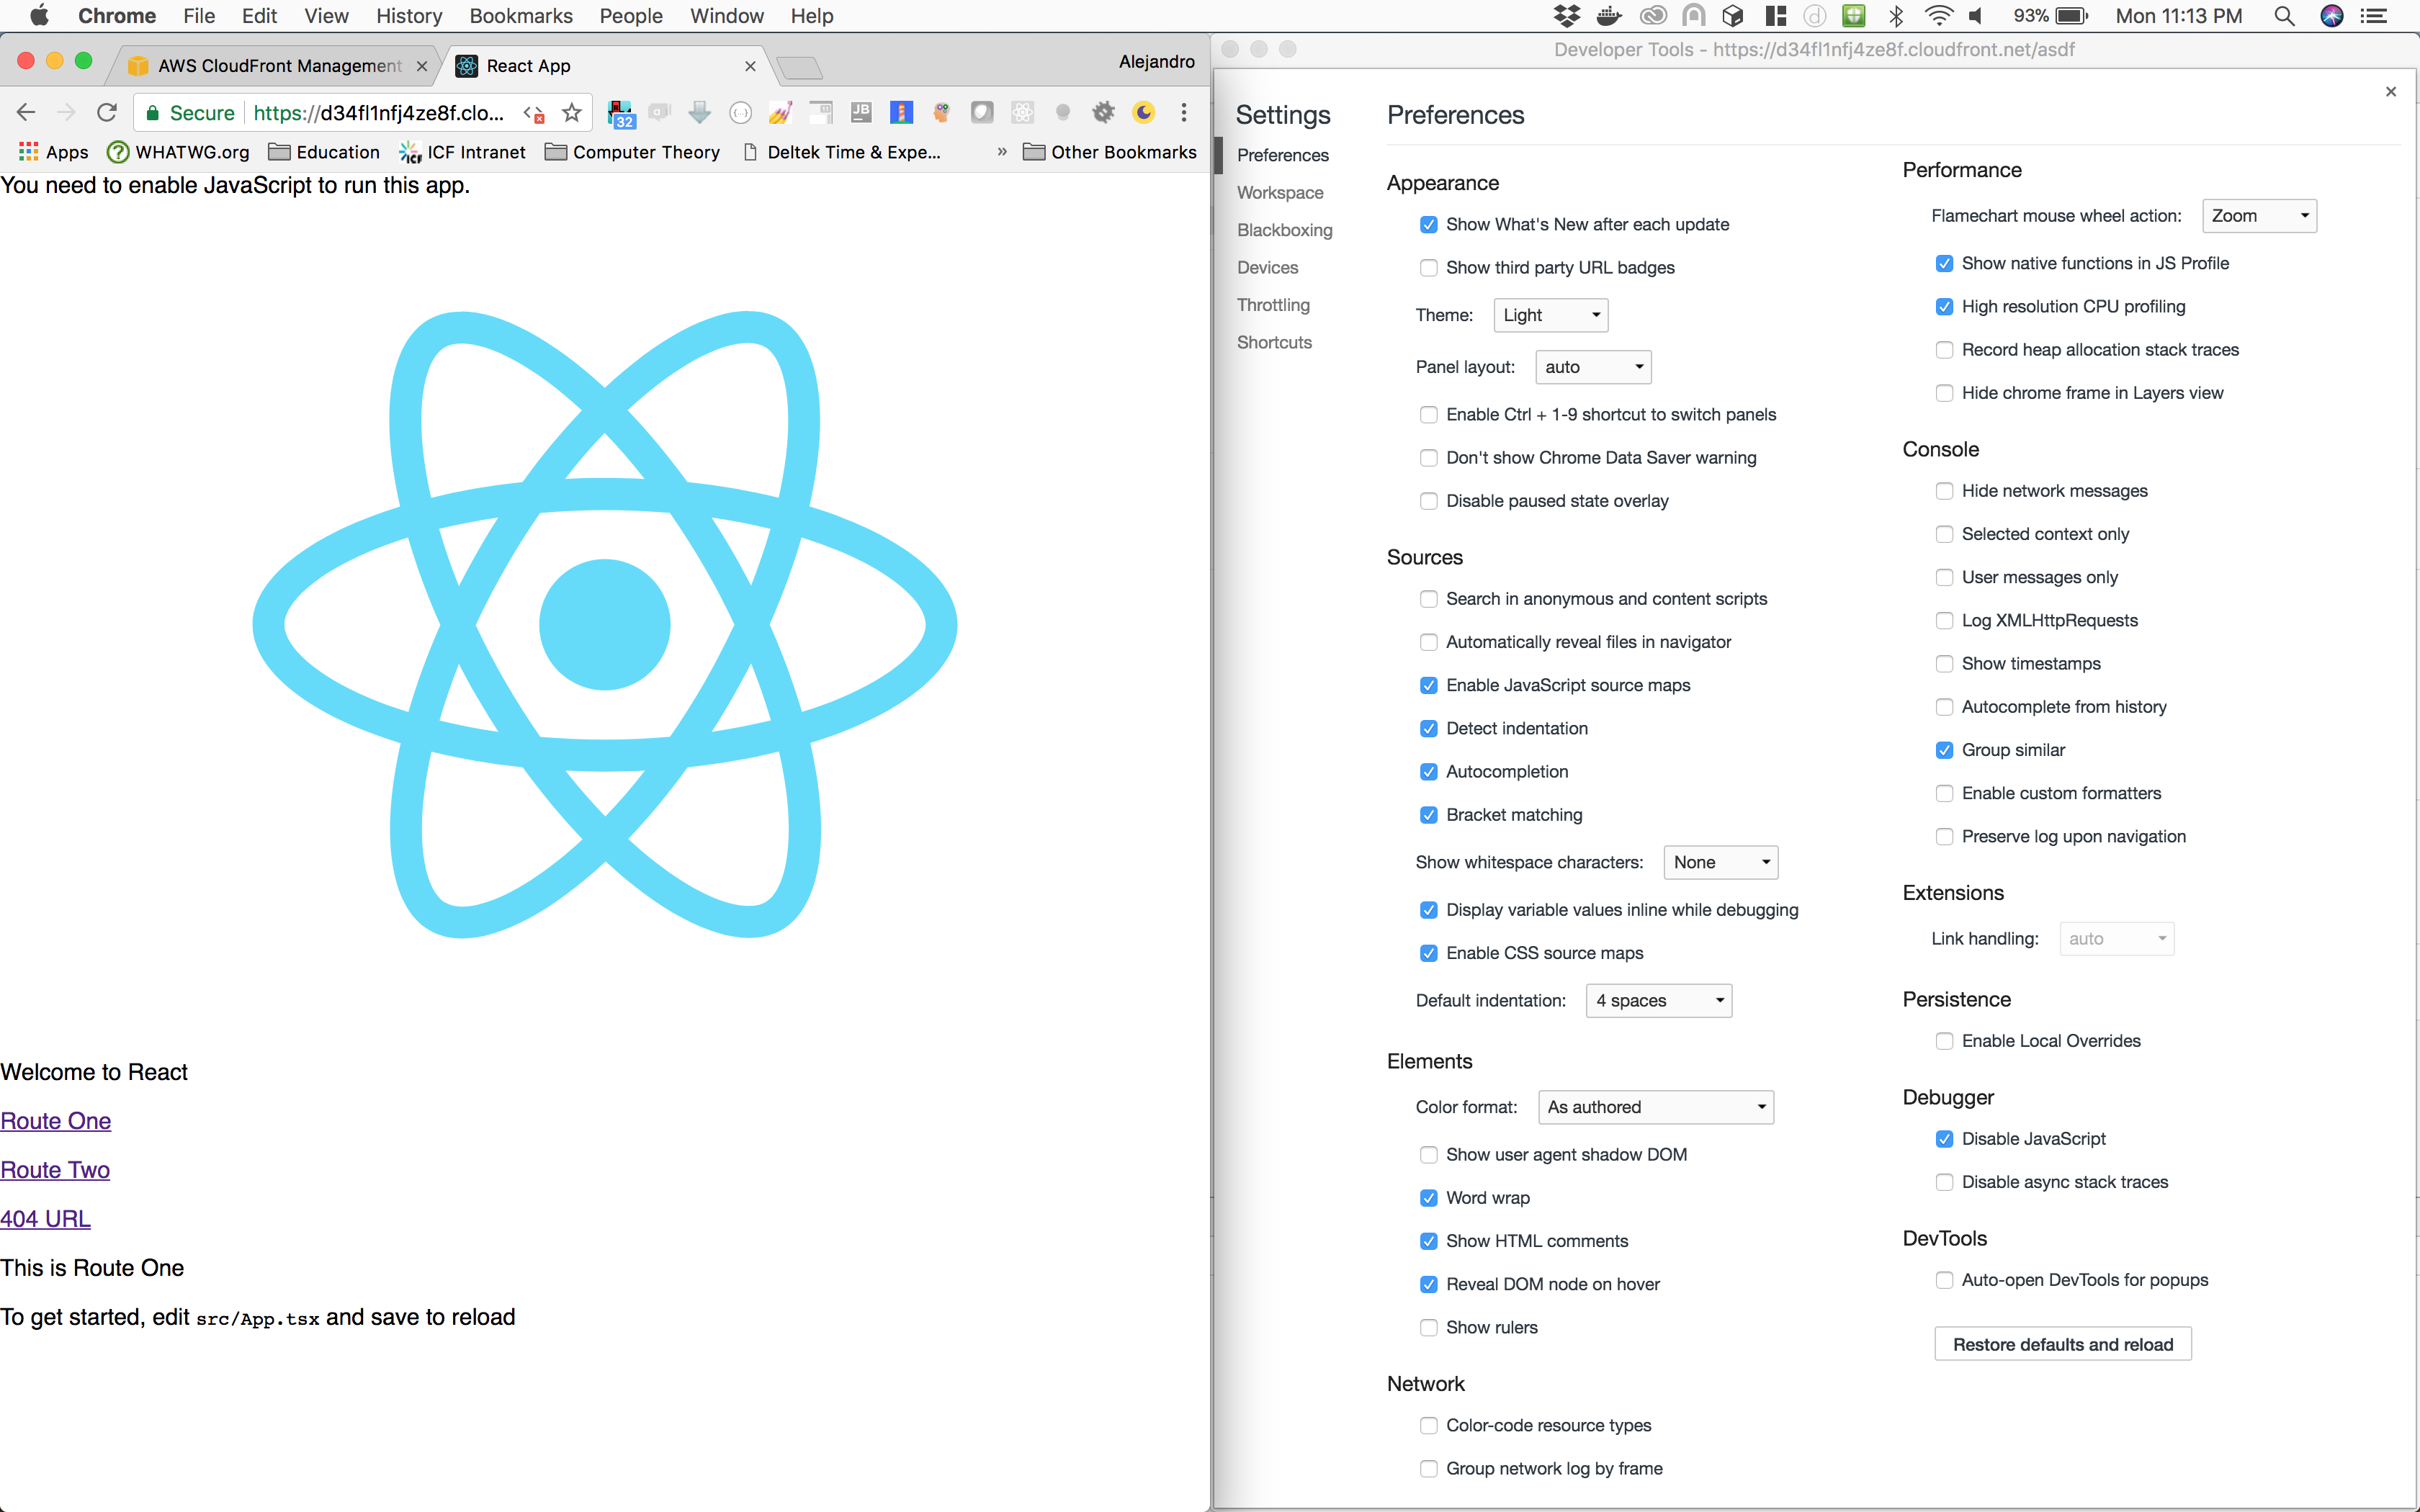 Chrome File Edit View History Bookmarks People Window Help
93% Mon 11:13 PM
AWS CloudFront Management
React App
Alejandro
Secure https://d34fl1nfj4ze8f.clo...
32
JB
Apps
WHATWG.org
Education
ICF Intranet
Computer Theory
Deltek Time & Expe...
»
Other Bookmarks
You need to enable JavaScript to run this app.
Welcome to React
Route One
Route Two
404 URL
This is Route One
To get started, edit src/App.tsx and save to reload
Developer Tools - https://d34fl1nfj4ze8f.cloudfront.net/asdf
Settings
Preferences
Workspace
Blackboxing
Devices
Throttling
Shortcuts
Preferences
Appearance
Show What's New after each update
Show third party URL badges
Theme: Light
Panel layout: auto
Enable Ctrl + 1-9 shortcut to switch panels
Don't show Chrome Data Saver warning
Disable paused state overlay
Sources
Search in anonymous and content scripts
Automatically reveal files in navigator
Enable JavaScript source maps
Detect indentation
Autocompletion
Bracket matching
Show whitespace characters: None
Display variable values inline while debugging
Enable CSS source maps
Default indentation: 4 spaces
Elements
Color format: As authored
Show user agent shadow DOM
Word wrap
Show HTML comments
Reveal DOM node on hover
Show rulers
Network
Color-code resource types
Group network log by frame
Performance
Flamechart mouse wheel action: Zoom
Show native functions in JS Profile
High resolution CPU profiling
Record heap allocation stack traces
Hide chrome frame in Layers view
Console
Hide network messages
Selected context only
User messages only
Log XMLHttpRequests
Show timestamps
Autocomplete from history
Group similar
Enable custom formatters
Preserve log upon navigation
Extensions
Link handling: auto
Persistence
Enable Local Overrides
Debugger
Disable JavaScript
Disable async stack traces
DevTools
Auto-open DevTools for popups
Restore defaults and reload